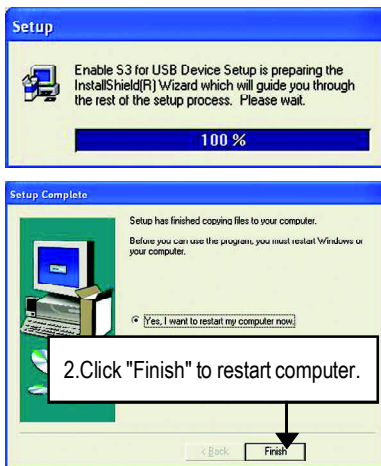 Setup
Enable S3 for USB Device Setup is preparing the
InstallShield(R) Wizard which will guide you through
the rest of the setup process. Please wait.
100 %
Setup Complete
Setup has finished copying files to your computer.
Before you can use the program, you must restart Windows or
your computer.
Yes, I want to restart my computer now.
2.Click "Finish" to restart computer.
< Back
Finish